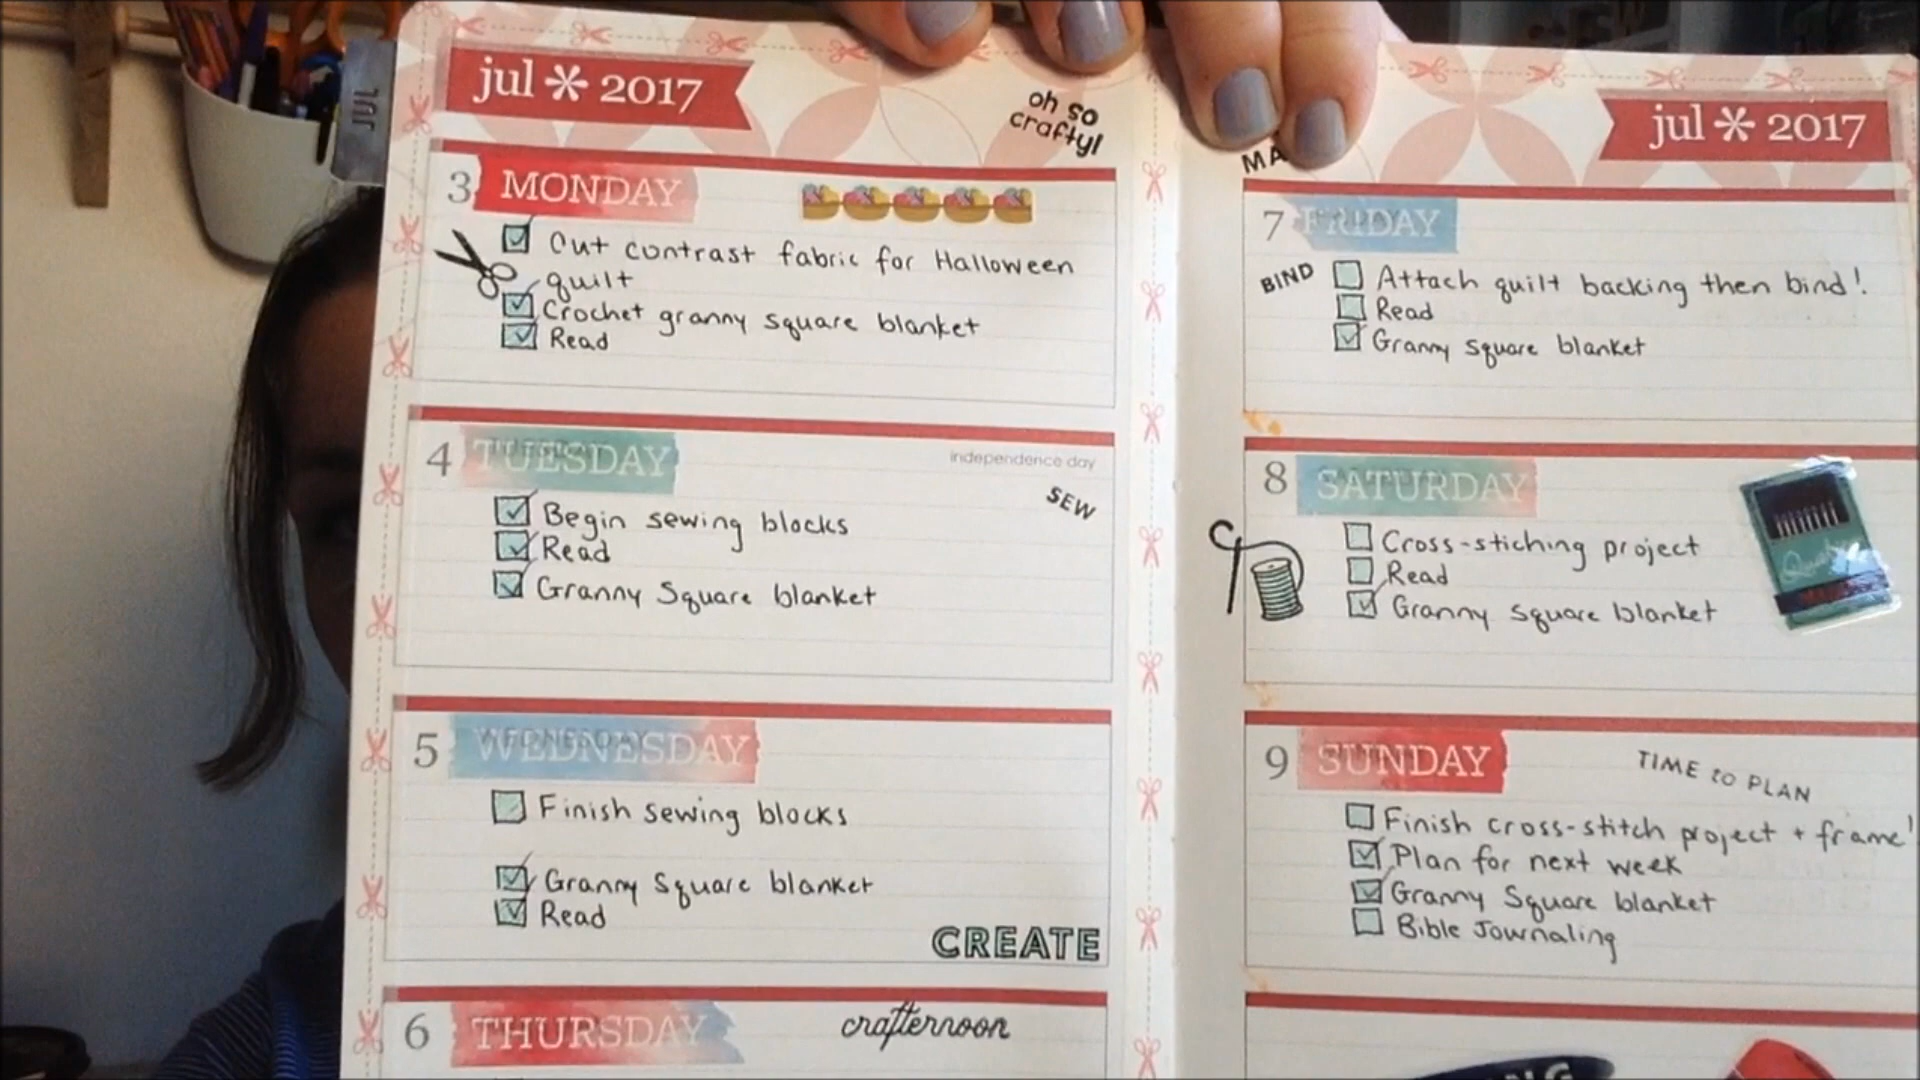 JUL
jul * 2017
oh so
crafty!
3 MONDAY
Cut contrast fabric for Halloween
quilt
Crochet granny square blanket
Read
4 TUESDAY
independence day
SEW
Begin sewing blocks
Read
Granny Square blanket
5 WEDNESDAY
Finish sewing blocks
Granny Square blanket
Read
CREATE
6 THURSDAY
crafternoon
jul * 2017
7 FRIDAY
BIND
Attach quilt backing then bind!
Read
Granny square blanket
8 SATURDAY
Cross-stiching project
Read
Granny square blanket
9 SUNDAY
TIME to PLAN
Finish cross-stitch project + frame!
Plan for next week
Granny Square blanket
Bible Journaling